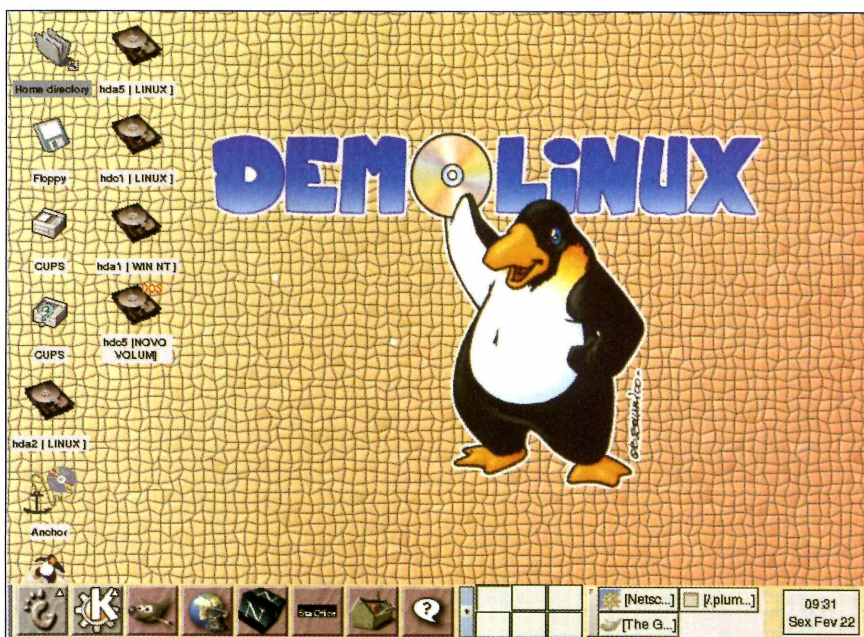 DEMOLiNUX
Home directory
hda5 [ LINUX ]
Floppy
hdc1 [ LINUX ]
CUPS
hda1 [ WIN NT ]
DOS
CUPS
hdc5 [NOVO
VOLUM]
hda2 [ LINUX ]
Anchor
K
N
StarOffice
?
[Netsc...]
[/.plum...]
[The G...]
09:31
Sex Fev 22